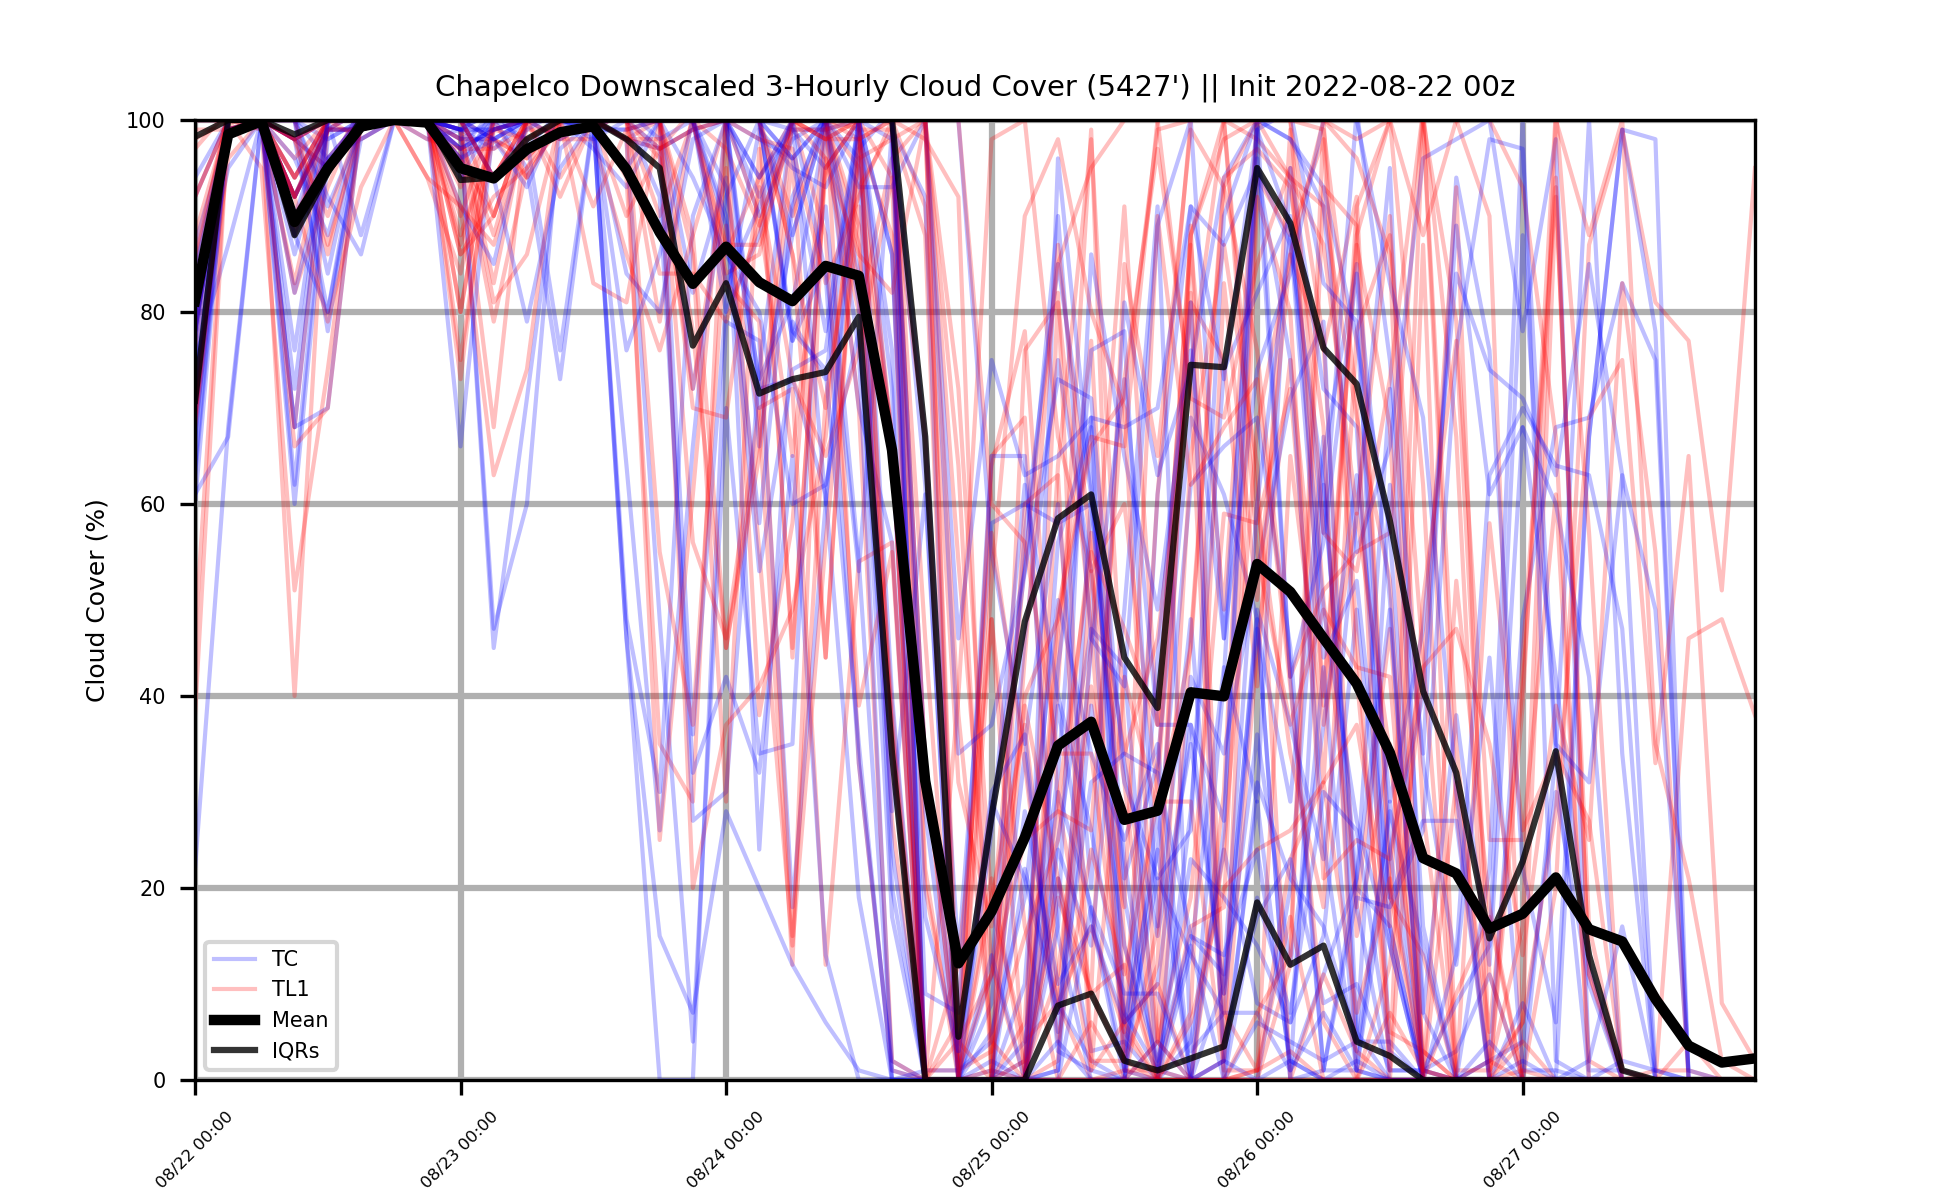 Chapelco Downscaled 3-Hourly Cloud Cover (5427') || Init 2022-08-22 00z
Cloud Cover (%)
100
80
60
40
20
0
TC
TL1
Mean
IQRs
08/22 00:00
08/23 00:00
08/24 00:00
08/25 00:00
08/26 00:00
08/27 00:00